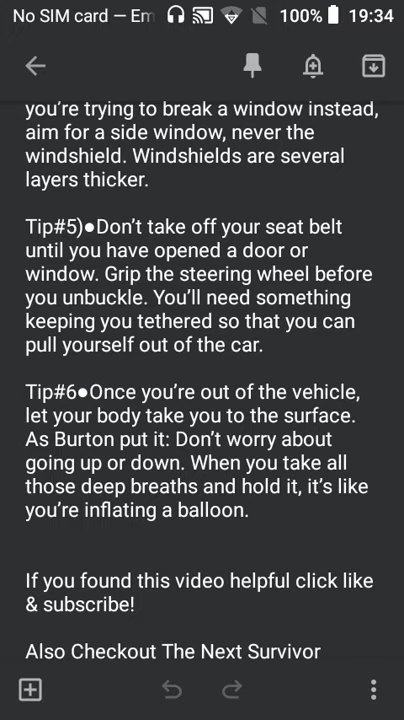 No SIM card — Em 100% 19:34
you’re trying to break a window instead,
aim for a side window, never the
windshield. Windshields are several
layers thicker.
Tip#5)●Don’t take off your seat belt
until you have opened a door or
window. Grip the steering wheel before
you unbuckle. You’ll need something
keeping you tethered so that you can
pull yourself out of the car.
Tip#6●Once you’re out of the vehicle,
let your body take you to the surface.
As Burton put it: Don’t worry about
going up or down. When you take all
those deep breaths and hold it, it’s like
you’re inflating a balloon.
If you found this video helpful click like
& subscribe!
Also Checkout The Next Survivor